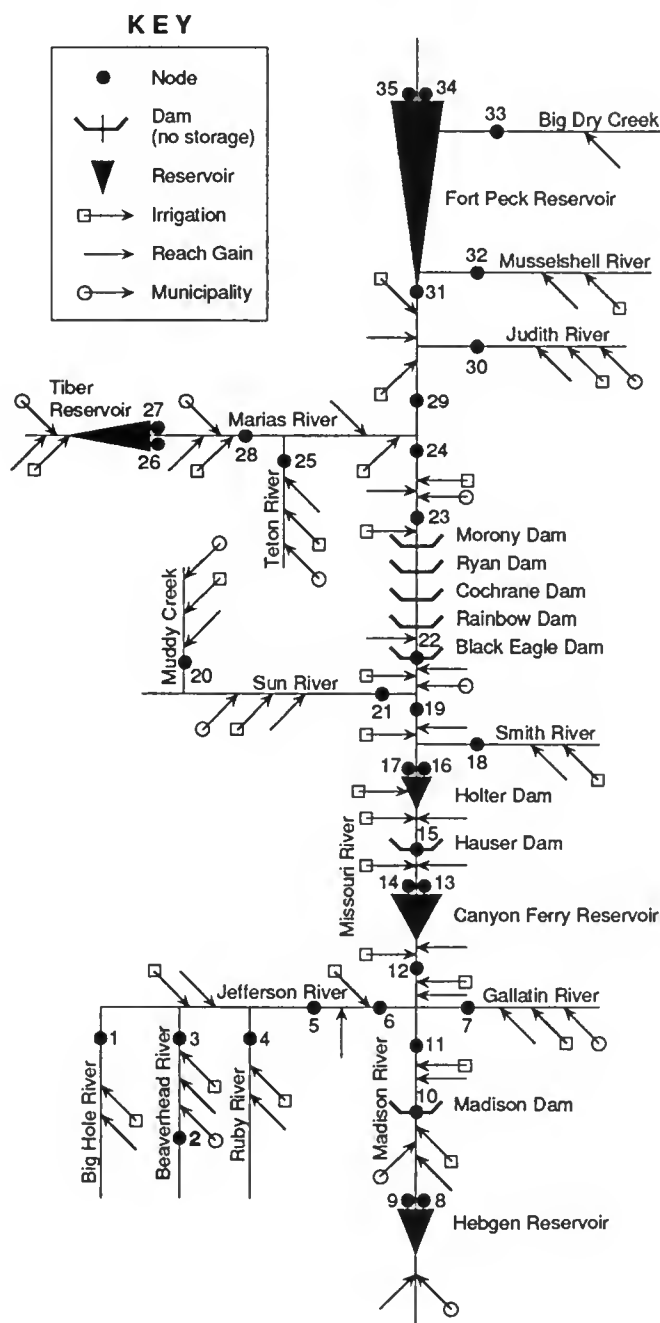 KEY
Node
Dam
(no storage)
Reservoir
Irrigation
Reach Gain
Municipality
35 34
33
Big Dry Creek
Fort Peck Reservoir
32
Musselshell River
31
Judith River
30
Tiber
Reservoir
27
Marias River
29
26
28
25
24
Teton River
23
Morony Dam
Ryan Dam
Cochrane Dam
Rainbow Dam
22
Black Eagle Dam
Muddy Creek
20
Sun River
21
19
Smith River
18
17 16
Holter Dam
15
Hauser Dam
Missouri River
14 13
Canyon Ferry Reservoir
12
Jefferson River
Gallatin River
5
6
7
1
3
4
11
Big Hole River
Beaverhead River
Ruby River
Madison River
10
Madison Dam
2
9 8
Hebgen Reservoir